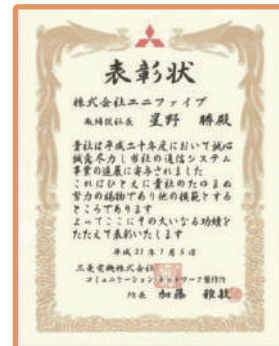 表彰状
株式会社ユニファイブ
取締役社長 星野 勝殿
貴社は平成二十年度において誠心
誠意尽力し当社の通信システム
事業の進展に寄与されました
これはひとえに貴社のたゆまぬ
努力の賜物であり他の模範とする
ところであります
よってここにその大いなる功績を
たたえて表彰いたします
平成21年1月5日
三菱電機株式会社
コミュニケーション・ネットワーク製作所
所長 加藤 雅敏